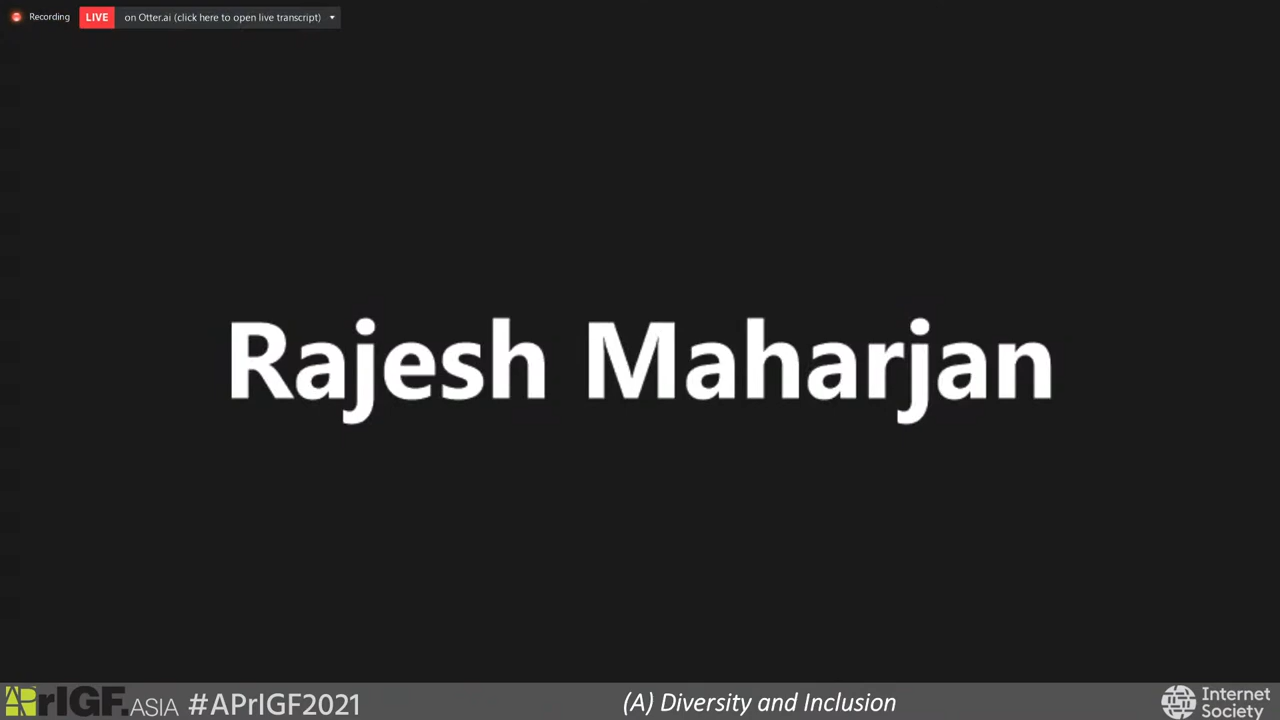 Recording LIVE on Otter.ai (click here to open live transcript)
Rajesh Maharjan
APrIGF.ASIA #APrIGF2021 (A) Diversity and Inclusion Internet
Society